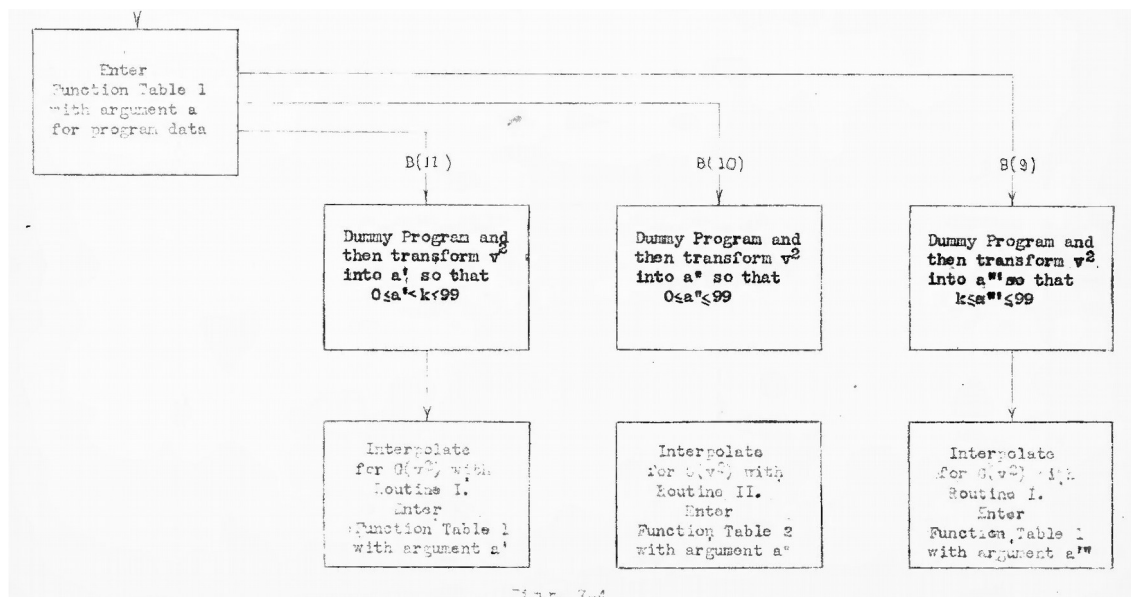 Enter
Function Table 1
with argument a
for program data
B(11)
B(10)
B(9)
Dummy Program and
then transform v²
into a' so that
0≤a'<k<99
Dummy Program and
then transform v²
into a" so that
0≤a"≤99
Dummy Program and
then transform v²
into a"' so that
k≤a"'≤99
Interpolate
for G(v²) with
Routine I.
Enter
Function Table 1
with argument a'
Interpolate
for G(v²) with
Routine II.
Enter
Function Table 2
with argument a"
Interpolate
for G(v²) with
Routine I.
Enter
Function Table 1
with argument a"'